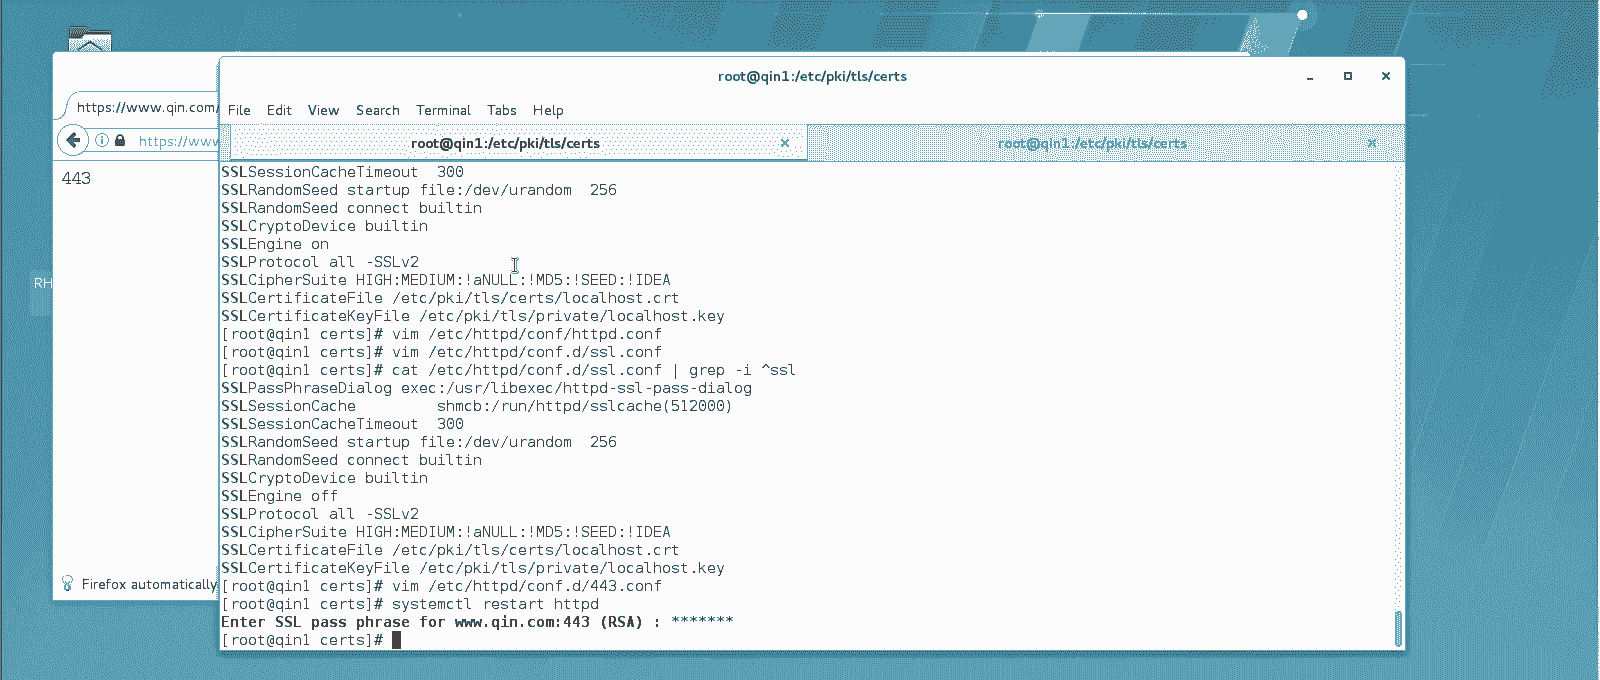 root@qin1:/etc/pki/tls/certs
https://www.qin.com/
File Edit View Search Terminal Tabs Help
https://www
root@qin1:/etc/pki/tls/certs
root@qin1:/etc/pki/tls/certs
443
RH
Firefox automatically
SSLSessionCacheTimeout  300
SSLRandomSeed startup file:/dev/urandom  256
SSLRandomSeed connect builtin
SSLCryptoDevice builtin
SSLEngine on
SSLProtocol all -SSLv2
SSLCipherSuite HIGH:MEDIUM:!aNULL:!MD5:!SEED:!IDEA
SSLCertificateFile /etc/pki/tls/certs/localhost.crt
SSLCertificateKeyFile /etc/pki/tls/private/localhost.key
[root@qin1 certs]# vim /etc/httpd/conf/httpd.conf
[root@qin1 certs]# vim /etc/httpd/conf.d/ssl.conf
[root@qin1 certs]# cat /etc/httpd/conf.d/ssl.conf | grep -i ^ssl
SSLPassPhraseDialog exec:/usr/libexec/httpd-ssl-pass-dialog
SSLSessionCache         shmcb:/run/httpd/sslcache(512000)
SSLSessionCacheTimeout  300
SSLRandomSeed startup file:/dev/urandom  256
SSLRandomSeed connect builtin
SSLCryptoDevice builtin
SSLEngine off
SSLProtocol all -SSLv2
SSLCipherSuite HIGH:MEDIUM:!aNULL:!MD5:!SEED:!IDEA
SSLCertificateFile /etc/pki/tls/certs/localhost.crt
SSLCertificateKeyFile /etc/pki/tls/private/localhost.key
[root@qin1 certs]# vim /etc/httpd/conf.d/443.conf
[root@qin1 certs]# systemctl restart httpd
Enter SSL pass phrase for www.qin.com:443 (RSA) : *******
[root@qin1 certs]#